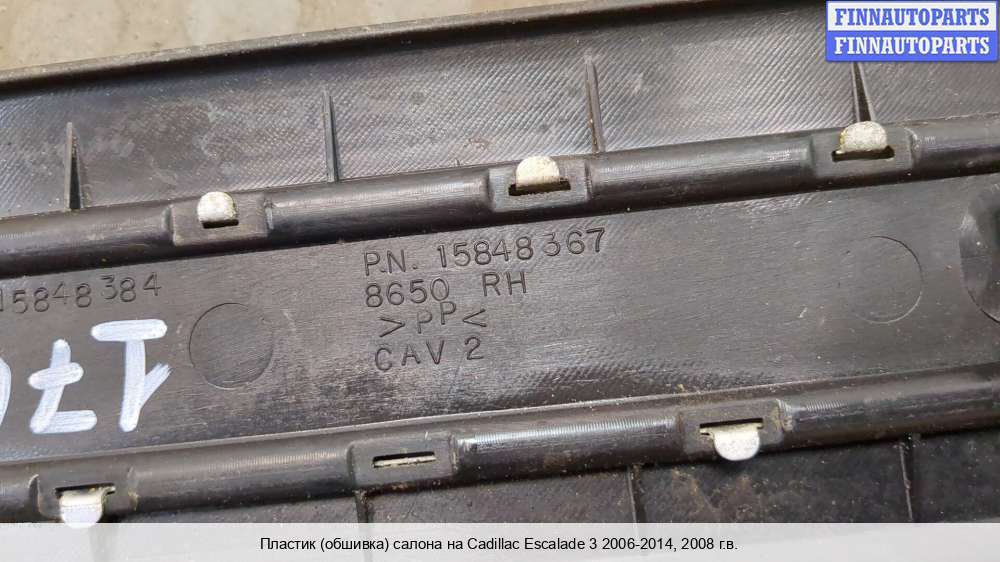 FINNAUTOPARTS
FINNAUTOPARTS
P.N. 15848367
15848384
8650 RH
>PP<
CAV 2
Пластик (обшивка) салона на Cadillac Escalade 3 2006-2014, 2008 г.в.